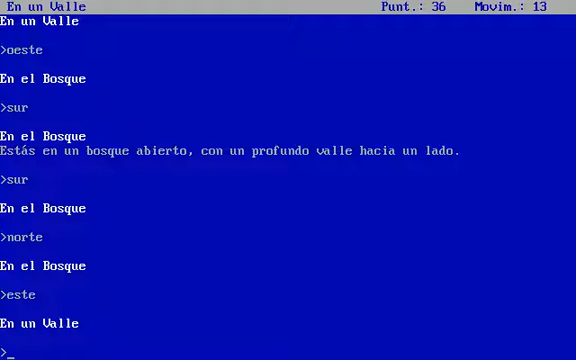 En un Valle Punt.: 36 Movim.: 13
En un Valle
>oeste
En el Bosque
>sur
En el Bosque
Estás en un bosque abierto, con un profundo valle hacia un lado.
>sur
En el Bosque
>norte
En el Bosque
>este
En un Valle
>_